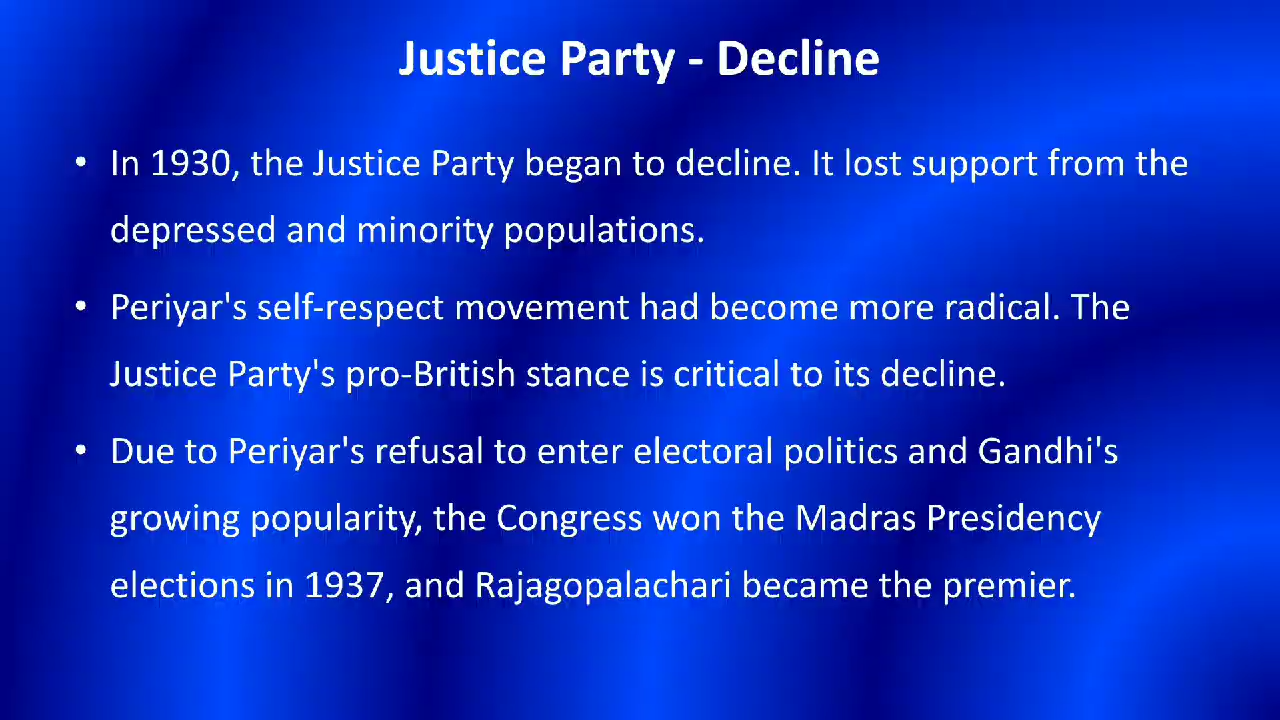 Justice Party - Decline
• In 1930, the Justice Party began to decline. It lost support from the
depressed and minority populations.
• Periyar's self-respect movement had become more radical. The
Justice Party's pro-British stance is critical to its decline.
• Due to Periyar's refusal to enter electoral politics and Gandhi's
growing popularity, the Congress won the Madras Presidency
elections in 1937, and Rajagopalachari became the premier.